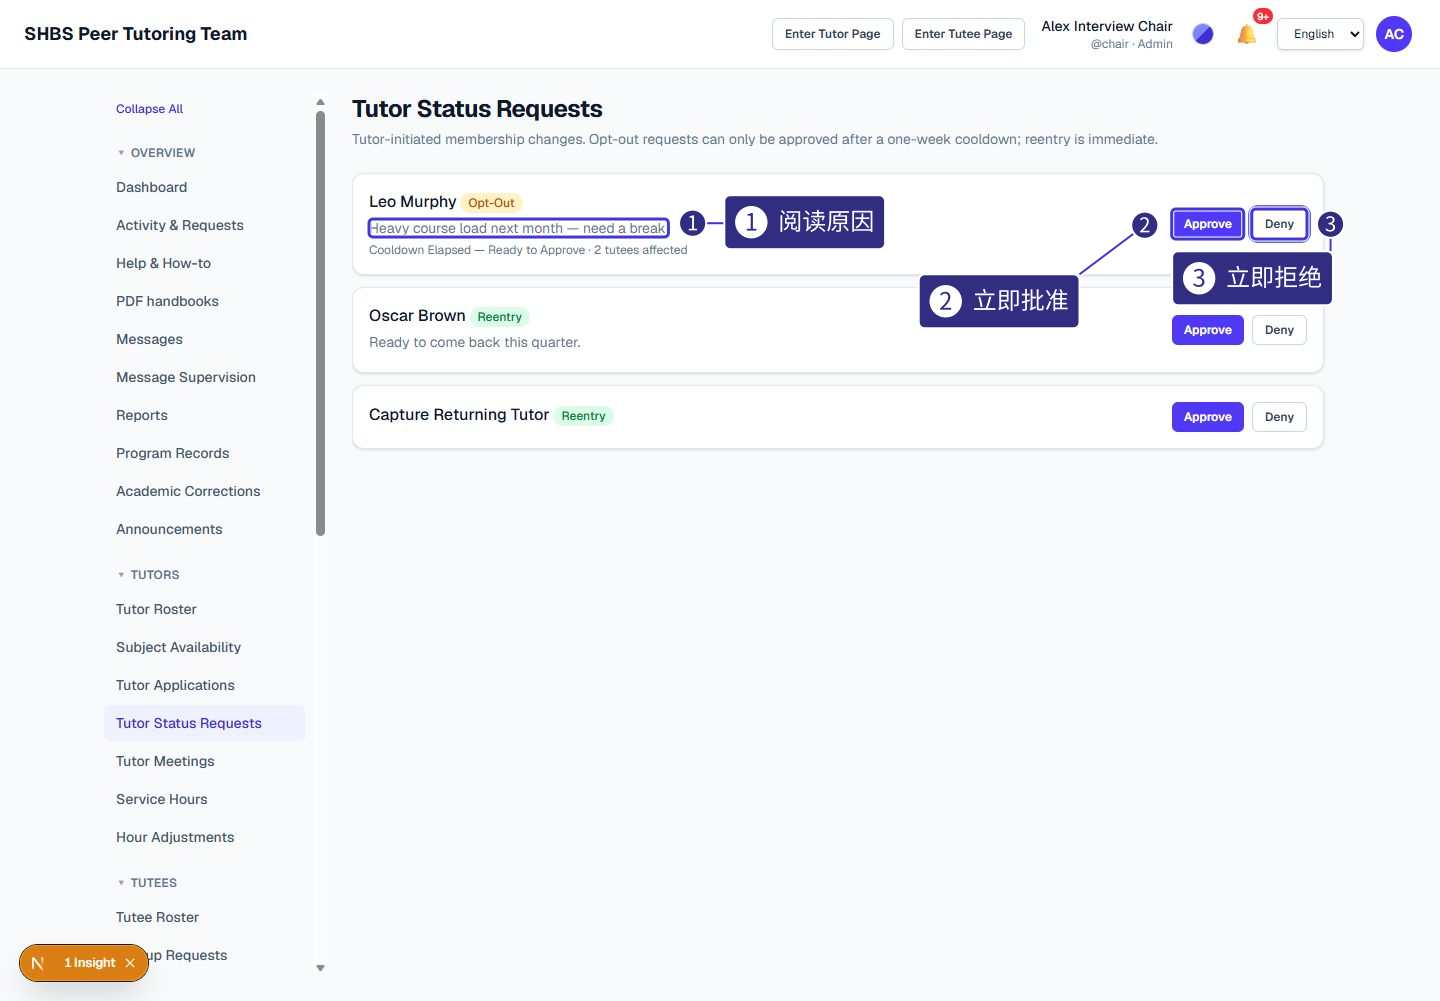 SHBS Peer Tutoring Team
Enter Tutor Page
Enter Tutee Page
Alex Interview Chair
@chair · Admin
9+
English
AC
Collapse All
OVERVIEW
Dashboard
Activity & Requests
Help & How-to
PDF handbooks
Messages
Message Supervision
Reports
Program Records
Academic Corrections
Announcements
TUTORS
Tutor Roster
Subject Availability
Tutor Applications
Tutor Status Requests
Tutor Meetings
Service Hours
Hour Adjustments
TUTEES
Tutee Roster
up Requests
1 Insight
Tutor Status Requests
Tutor-initiated membership changes. Opt-out requests can only be approved after a one-week cooldown; reentry is immediate.
Leo Murphy Opt-Out
Heavy course load next month — need a break
Cooldown Elapsed — Ready to Approve · 2 tutees affected
1
1 阅读原因
2
Approve
Deny
3
2 立即批准
3 立即拒绝
Oscar Brown Reentry
Ready to come back this quarter.
Approve
Deny
Capture Returning Tutor Reentry
Approve
Deny